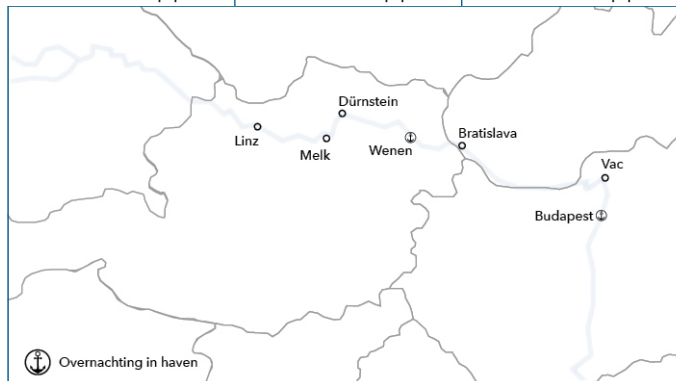 Dürnstein
Linz
Melk
Wenen
Bratislava
Vac
Budapest
Overnachting in haven